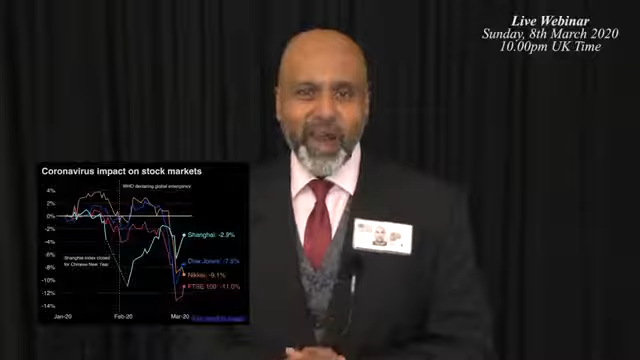 Live Webinar
Sunday, 8th March 2020
10.00pm UK Time
Coronavirus impact on stock markets
WHO declaring global emergency
4%
2%
0%
-2%
-4%
-6%
-8%
-10%
-12%
-14%
Shanghai: -2.9%
Shanghai index closed
for Chinese New Year
Dow Jones: -7.5%
Nikkei: -9.1%
FTSE 100: -11.0%
Jan-20
Feb-20
Mar-20